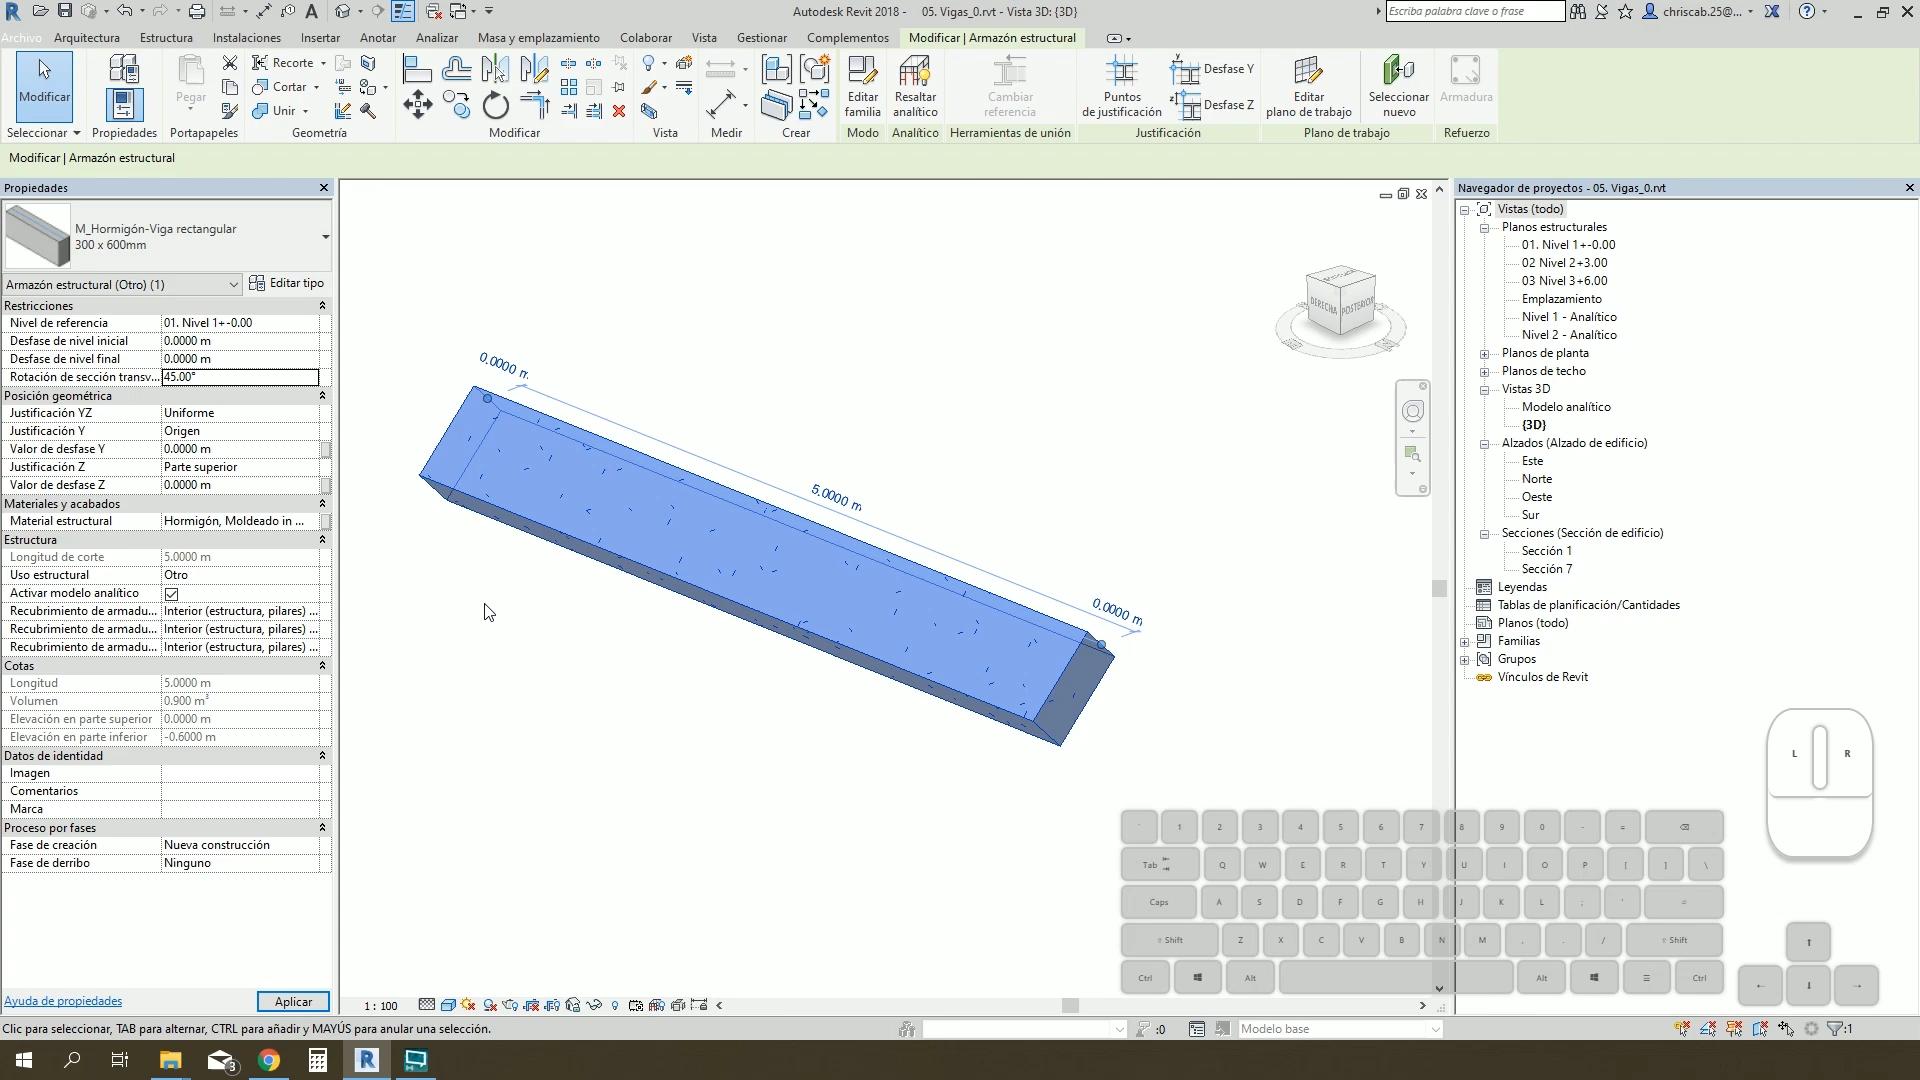 Autodesk Revit 2018 - 05. Vigas_0.rvt - Vista 3D: {3D}
Escriba palabra clave o frase
chriscab.25@...
Archivo Arquitectura Estructura Instalaciones Insertar Anotar Analizar Masa y emplazamiento Colaborar Vista Gestionar Complementos Modificar | Armazón estructural
Modificar
Pegar
Recorte
Cortar
Unir
Editar familia
Resaltar analítico
Cambiar referencia
Puntos de justificación
Desfase Y
Desfase Z
Editar plano de trabajo
Seleccionar nuevo
Armadura
Seleccionar Propiedades Portapapeles Geometría Modificar Vista Medir Crear Modo Analítico Herramientas de unión Justificación Plano de trabajo Refuerzo
Modificar | Armazón estructural
Propiedades
M_Hormigón-Viga rectangular
300 x 600mm
Armazón estructural (Otro) (1)
Editar tipo
Restricciones
Nivel de referencia 01. Nivel 1+-0.00
Desfase de nivel inicial 0.0000 m
Desfase de nivel final 0.0000 m
Rotación de sección transv... 45.00°
Posición geométrica
Justificación YZ Uniforme
Justificación Y Origen
Valor de desfase Y 0.0000 m
Justificación Z Parte superior
Valor de desfase Z 0.0000 m
Materiales y acabados
Material estructural Hormigón, Moldeado in ...
Estructura
Longitud de corte 5.0000 m
Uso estructural Otro
Activar modelo analítico
Recubrimiento de armadu... Interior (estructura, pilares) ...
Recubrimiento de armadu... Interior (estructura, pilares) ...
Recubrimiento de armadu... Interior (estructura, pilares) ...
Cotas
Longitud 5.0000 m
Volumen 0.900 m³
Elevación en parte superior 0.0000 m
Elevación en parte inferior -0.6000 m
Datos de identidad
Imagen
Comentarios
Marca
Proceso por fases
Fase de creación Nueva construcción
Fase de derribo Ninguno
Ayuda de propiedades
Aplicar
0.0000 m
5.0000 m
0.0000 m
DERECHA
POSTERIOR
1 : 100
Navegador de proyectos - 05. Vigas_0.rvt
Vistas (todo)
Planos estructurales
01. Nivel 1+-0.00
02 Nivel 2+3.00
03 Nivel 3+6.00
Emplazamiento
Nivel 1 - Analítico
Nivel 2 - Analítico
Planos de planta
Planos de techo
Vistas 3D
Modelo analítico
{3D}
Alzados (Alzado de edificio)
Este
Norte
Oeste
Sur
Secciones (Sección de edificio)
Sección 1
Sección 7
Leyendas
Tablas de planificación/Cantidades
Planos (todo)
Familias
Grupos
Vínculos de Revit
L R
` 1 2 3 4 5 6 7 8 9 0 - =
Tab Q W E R T Y U I O P [ ] \
Caps A S D F G H J K L ; '
Shift Z X C V B N M , . / Shift
Ctrl Alt Alt Ctrl
Clic para seleccionar, TAB para alternar, CTRL para añadir y MAYÚS para anular una selección.
:0
Modelo base
:1
3